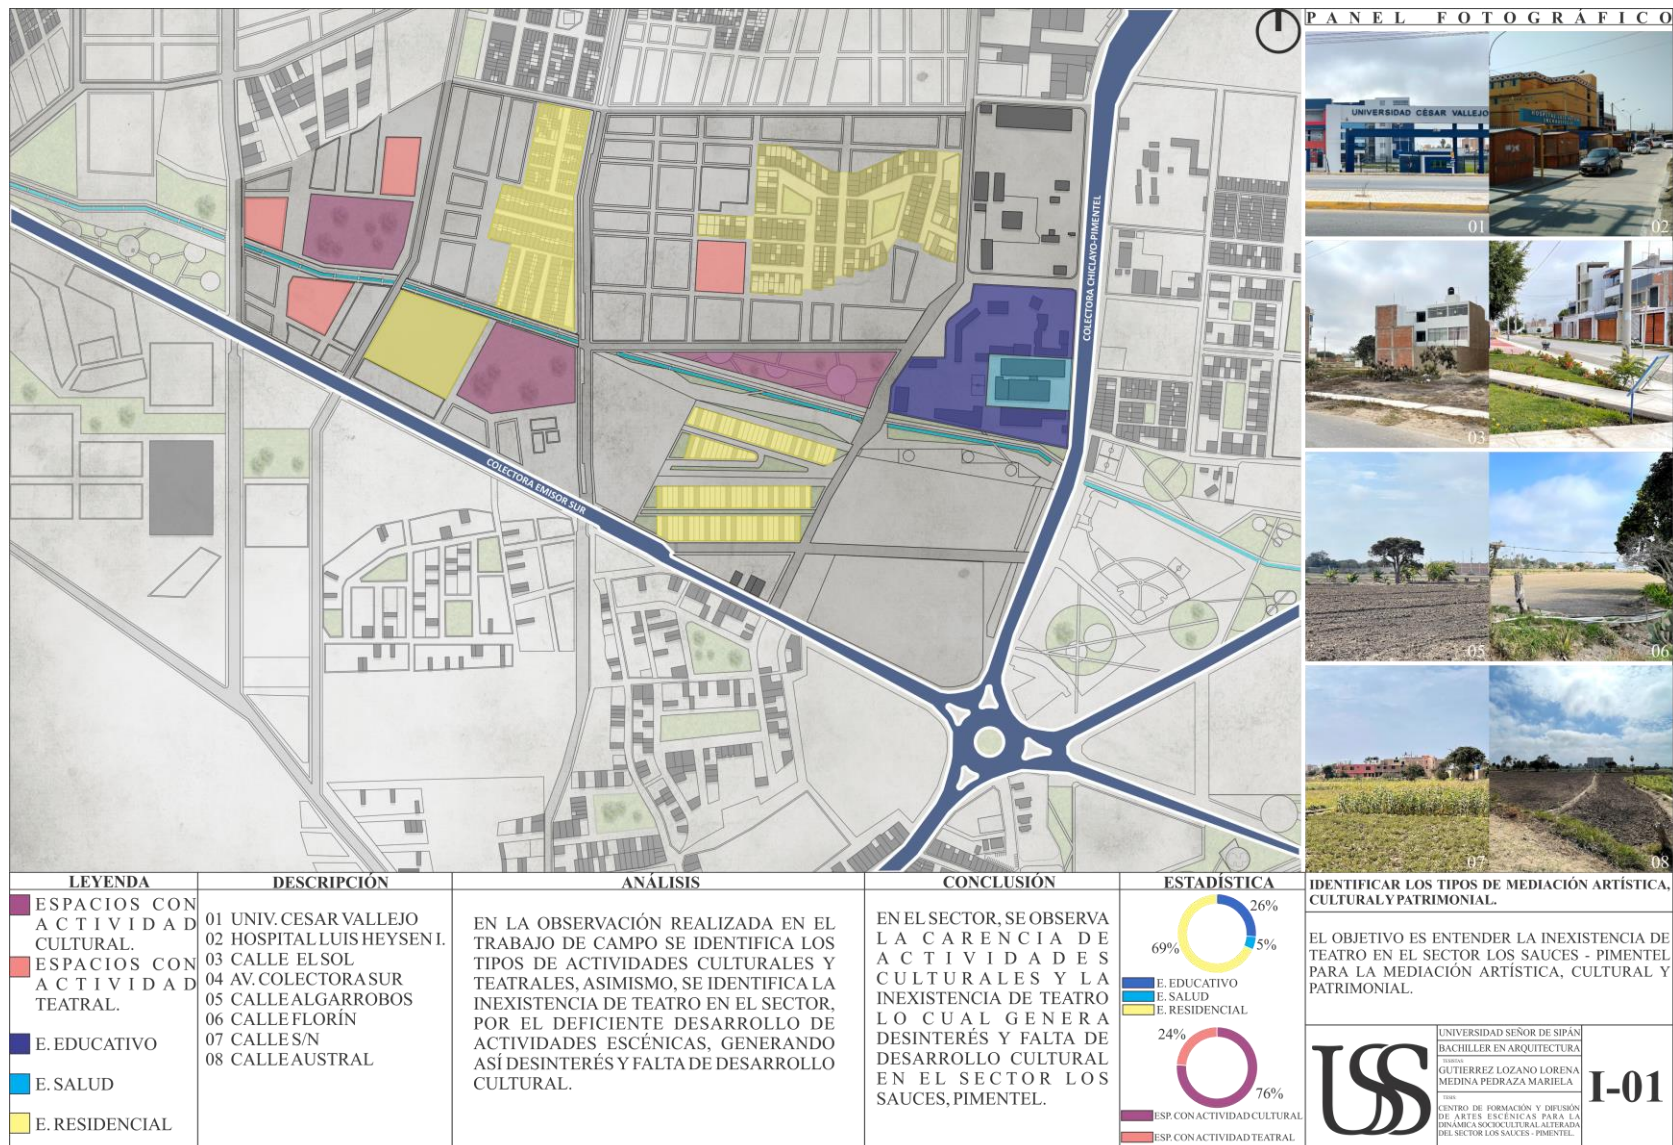 PANEL FOTOGRÁFICO
COLECTORA CHICLAYO-PIMENTEL
COLECTORA EMISOR SUR
UNIVERSIDAD CÉSAR VALLEJO
01
02
03
05
06
07
08
LEYENDA
ESPACIOS CON
ACTIVIDAD
CULTURAL.
ESPACIOS CON
ACTIVIDAD
TEATRAL.
E. EDUCATIVO
E. SALUD
E. RESIDENCIAL
DESCRIPCIÓN
01 UNIV. CESAR VALLEJO
02 HOSPITAL LUIS HEYSEN I.
03 CALLE EL SOL
04 AV. COLECTORA SUR
05 CALLE ALGARROBOS
06 CALLE FLORÍN
07 CALLE S/N
08 CALLE AUSTRAL
ANÁLISIS
EN LA OBSERVACIÓN REALIZADA EN EL
TRABAJO DE CAMPO SE IDENTIFICA LOS
TIPOS DE ACTIVIDADES CULTURALES Y
TEATRALES, ASIMISMO, SE IDENTIFICA LA
INEXISTENCIA DE TEATRO EN EL SECTOR,
POR EL DEFICIENTE DESARROLLO DE
ACTIVIDADES ESCÉNICAS, GENERANDO
ASÍ DESINTERÉS Y FALTA DE DESARROLLO
CULTURAL.
CONCLUSIÓN
EN EL SECTOR, SE OBSERVA
LA CARENCIA DE
ACTIVIDADES
CULTURALES Y LA
INEXISTENCIA DE TEATRO
LO CUAL GENERA
DESINTERÉS Y FALTA DE
DESARROLLO CULTURAL
EN EL SECTOR LOS
SAUCES, PIMENTEL.
ESTADÍSTICA
26%
5%
69%
E. EDUCATIVO
E. SALUD
E. RESIDENCIAL
24%
76%
ESP. CON ACTIVIDAD CULTURAL
ESP. CON ACTIVIDAD TEATRAL
IDENTIFICAR LOS TIPOS DE MEDIACIÓN ARTÍSTICA,
CULTURAL Y PATRIMONIAL.
EL OBJETIVO ES ENTENDER LA INEXISTENCIA DE
TEATRO EN EL SECTOR LOS SAUCES - PIMENTEL
PARA LA MEDIACIÓN ARTÍSTICA, CULTURAL Y
PATRIMONIAL.
USS
UNIVERSIDAD SEÑOR DE SIPÁN
BACHILLER EN ARQUITECTURA
TESISTAS:
GUTIERREZ LOZANO LORENA
MEDINA PEDRAZA MARIELA
TESIS:
CENTRO DE FORMACIÓN Y DIFUSIÓN
DE ARTES ESCÉNICAS PARA LA
DINÁMICA SOCIOCULTURAL ALTERADA
DEL SECTOR LOS SAUCES - PIMENTEL.
I-01